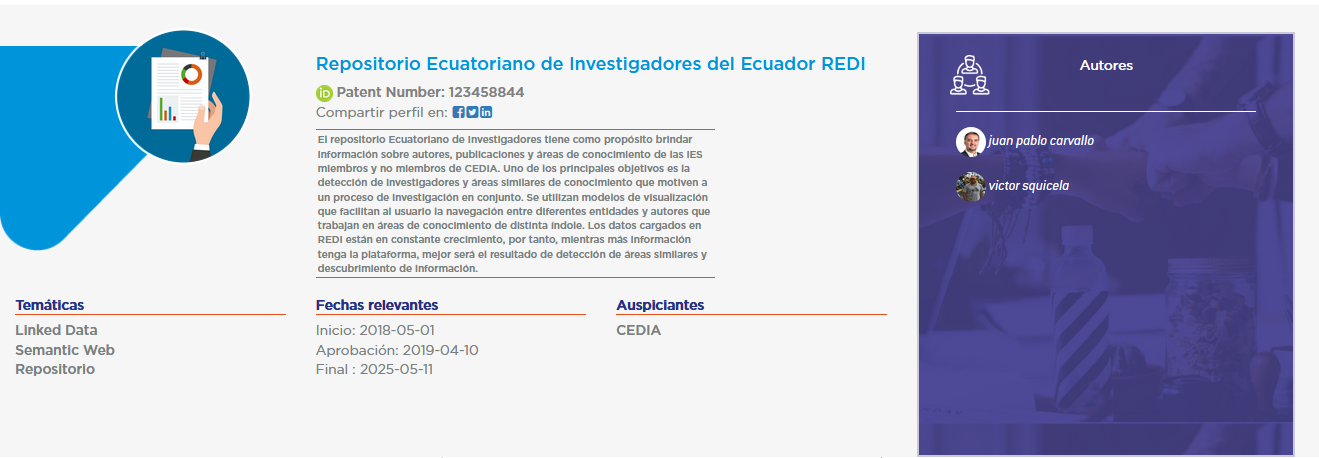 Repositorio Ecuatoriano de Investigadores del Ecuador REDI
iD Patent Number: 123458844
Compartir perfil en:
El repositorio Ecuatoriano de Investigadores tiene como propósito brindar
información sobre autores, publicaciones y áreas de conocimiento de las IES
miembros y no miembros de CEDIA. Uno de los principales objetivos es la
detección de investigadores y áreas similares de conocimiento que motiven a
un proceso de investigación en conjunto. Se utilizan modelos de visualización
que facilitan al usuario la navegación entre diferentes entidades y autores que
trabajan en áreas de conocimiento de distinta índole. Los datos cargados en
REDI están en constante crecimiento, por tanto, mientras más información
tenga la plataforma, mejor será el resultado de detección de áreas similares y
descubrimiento de información.
Temáticas
Linked Data
Semantic Web
Repositorio
Fechas relevantes
Inicio: 2018-05-01
Aprobación: 2019-04-10
Final : 2025-05-11
Auspiciantes
CEDIA
Autores
juan pablo carvallo
victor squicela